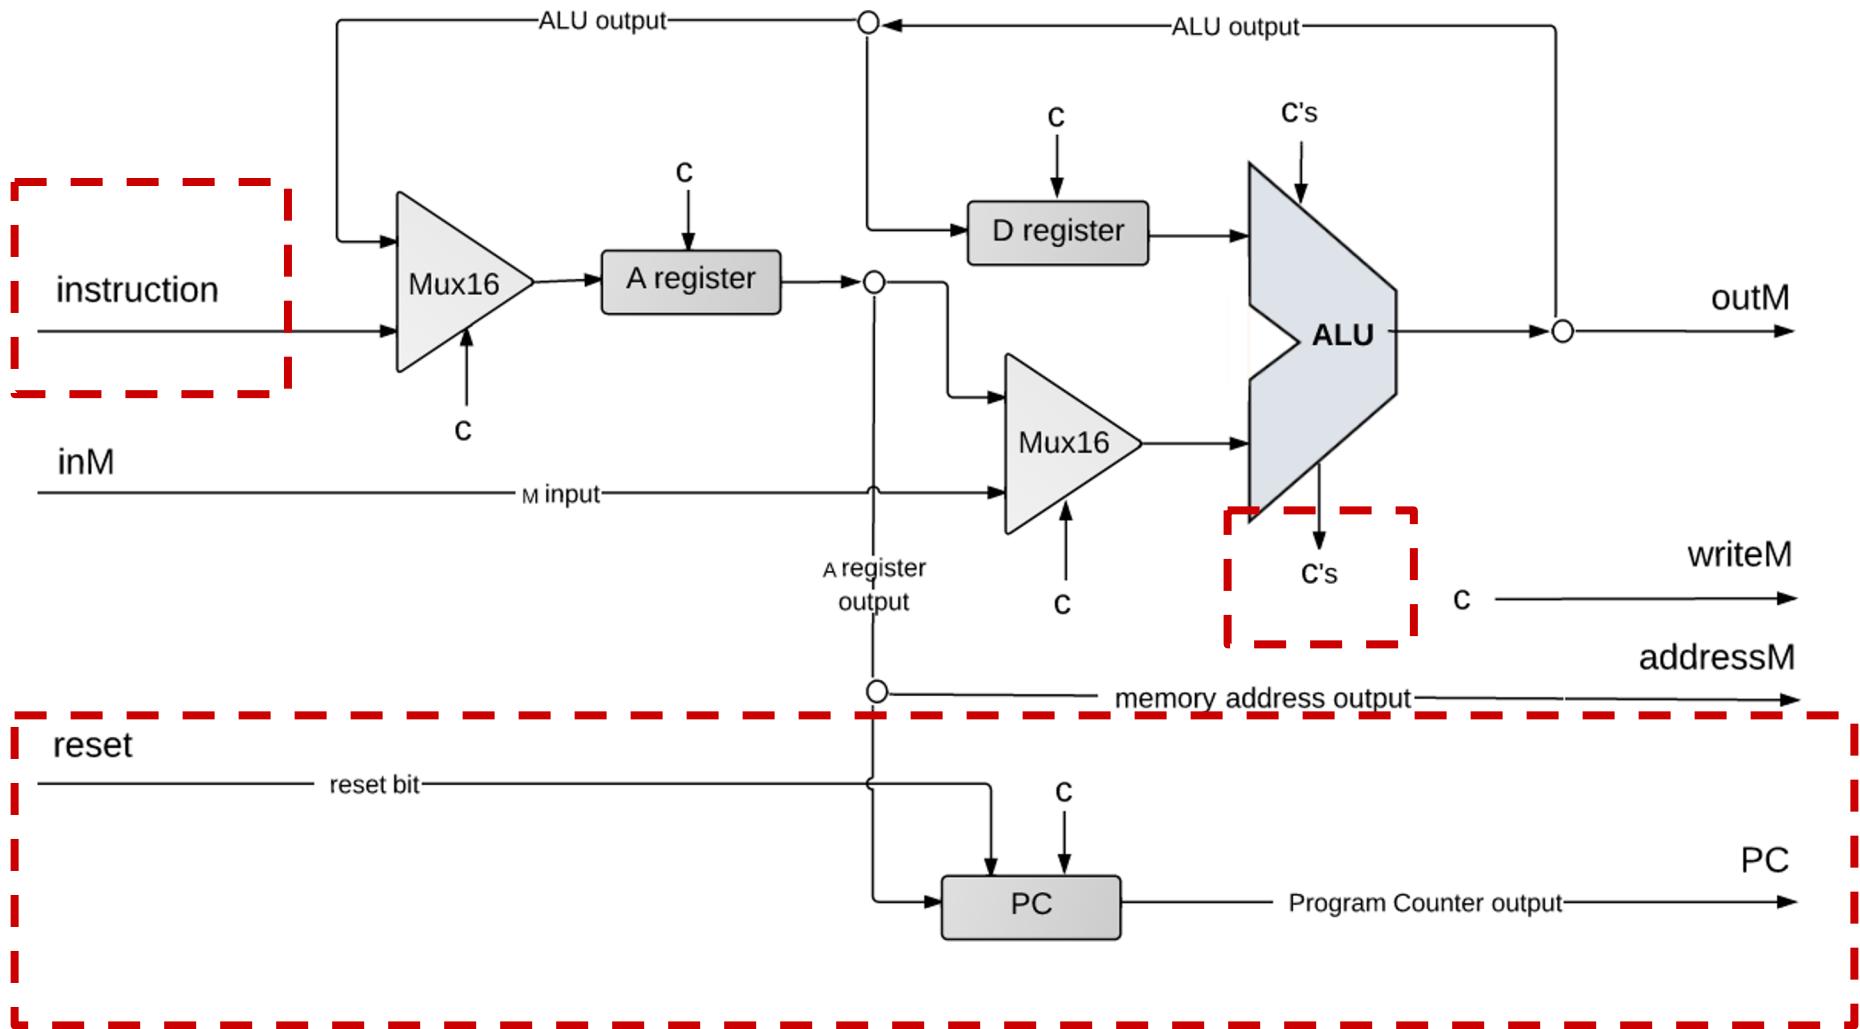 ALU output
ALU output
c
c's
c
D register
instruction
Mux16
A register
outM
ALU
c
inM
Mux16
M input
writeM
A register
output
c's
c
c
addressM
memory address output
reset
reset bit
c
PC
PC
Program Counter output